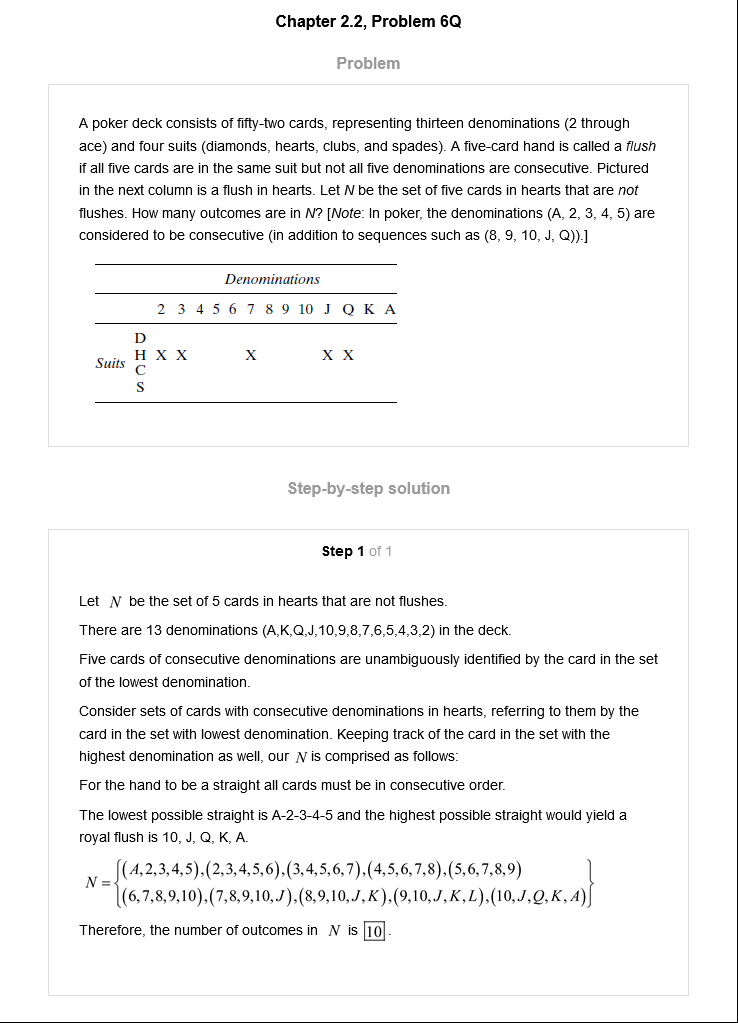 Chapter 2.2, Problem 6Q
Problem
A poker deck consists of fifty-two cards, representing thirteen denominations (2 through
ace) and four suits (diamonds, hearts, clubs, and spades). A five-card hand is called a flush
if all five cards are in the same suit but not all five denominations are consecutive. Pictured
in the next column is a flush in hearts. Let N be the set of five cards in hearts that are not
flushes. How many outcomes are in N? [Note: In poker, the denominations (A, 2, 3, 4, 5) are
considered to be consecutive (in addition to sequences such as (8, 9, 10, J, Q)).]
Denominations
2 3 4 5 6 7 8 9 10 J Q K A
D
Suits H X X X X X
C
S
Step-by-step solution
Step 1 of 1
Let N be the set of 5 cards in hearts that are not flushes.
There are 13 denominations (A,K,Q,J,10,9,8,7,6,5,4,3,2) in the deck.
Five cards of consecutive denominations are unambiguously identified by the card in the set
of the lowest denomination.
Consider sets of cards with consecutive denominations in hearts, referring to them by the
card in the set with lowest denomination. Keeping track of the card in the set with the
highest denomination as well, our N is comprised as follows:
For the hand to be a straight all cards must be in consecutive order.
The lowest possible straight is A-2-3-4-5 and the highest possible straight would yield a
royal flush is 10, J, Q, K, A.
N = {(A,2,3,4,5),(2,3,4,5,6),(3,4,5,6,7),(4,5,6,7,8),(5,6,7,8,9)
(6,7,8,9,10),(7,8,9,10,J),(8,9,10,J,K),(9,10,J,K,L),(10,J,Q,K,A)}
Therefore, the number of outcomes in N is 10.